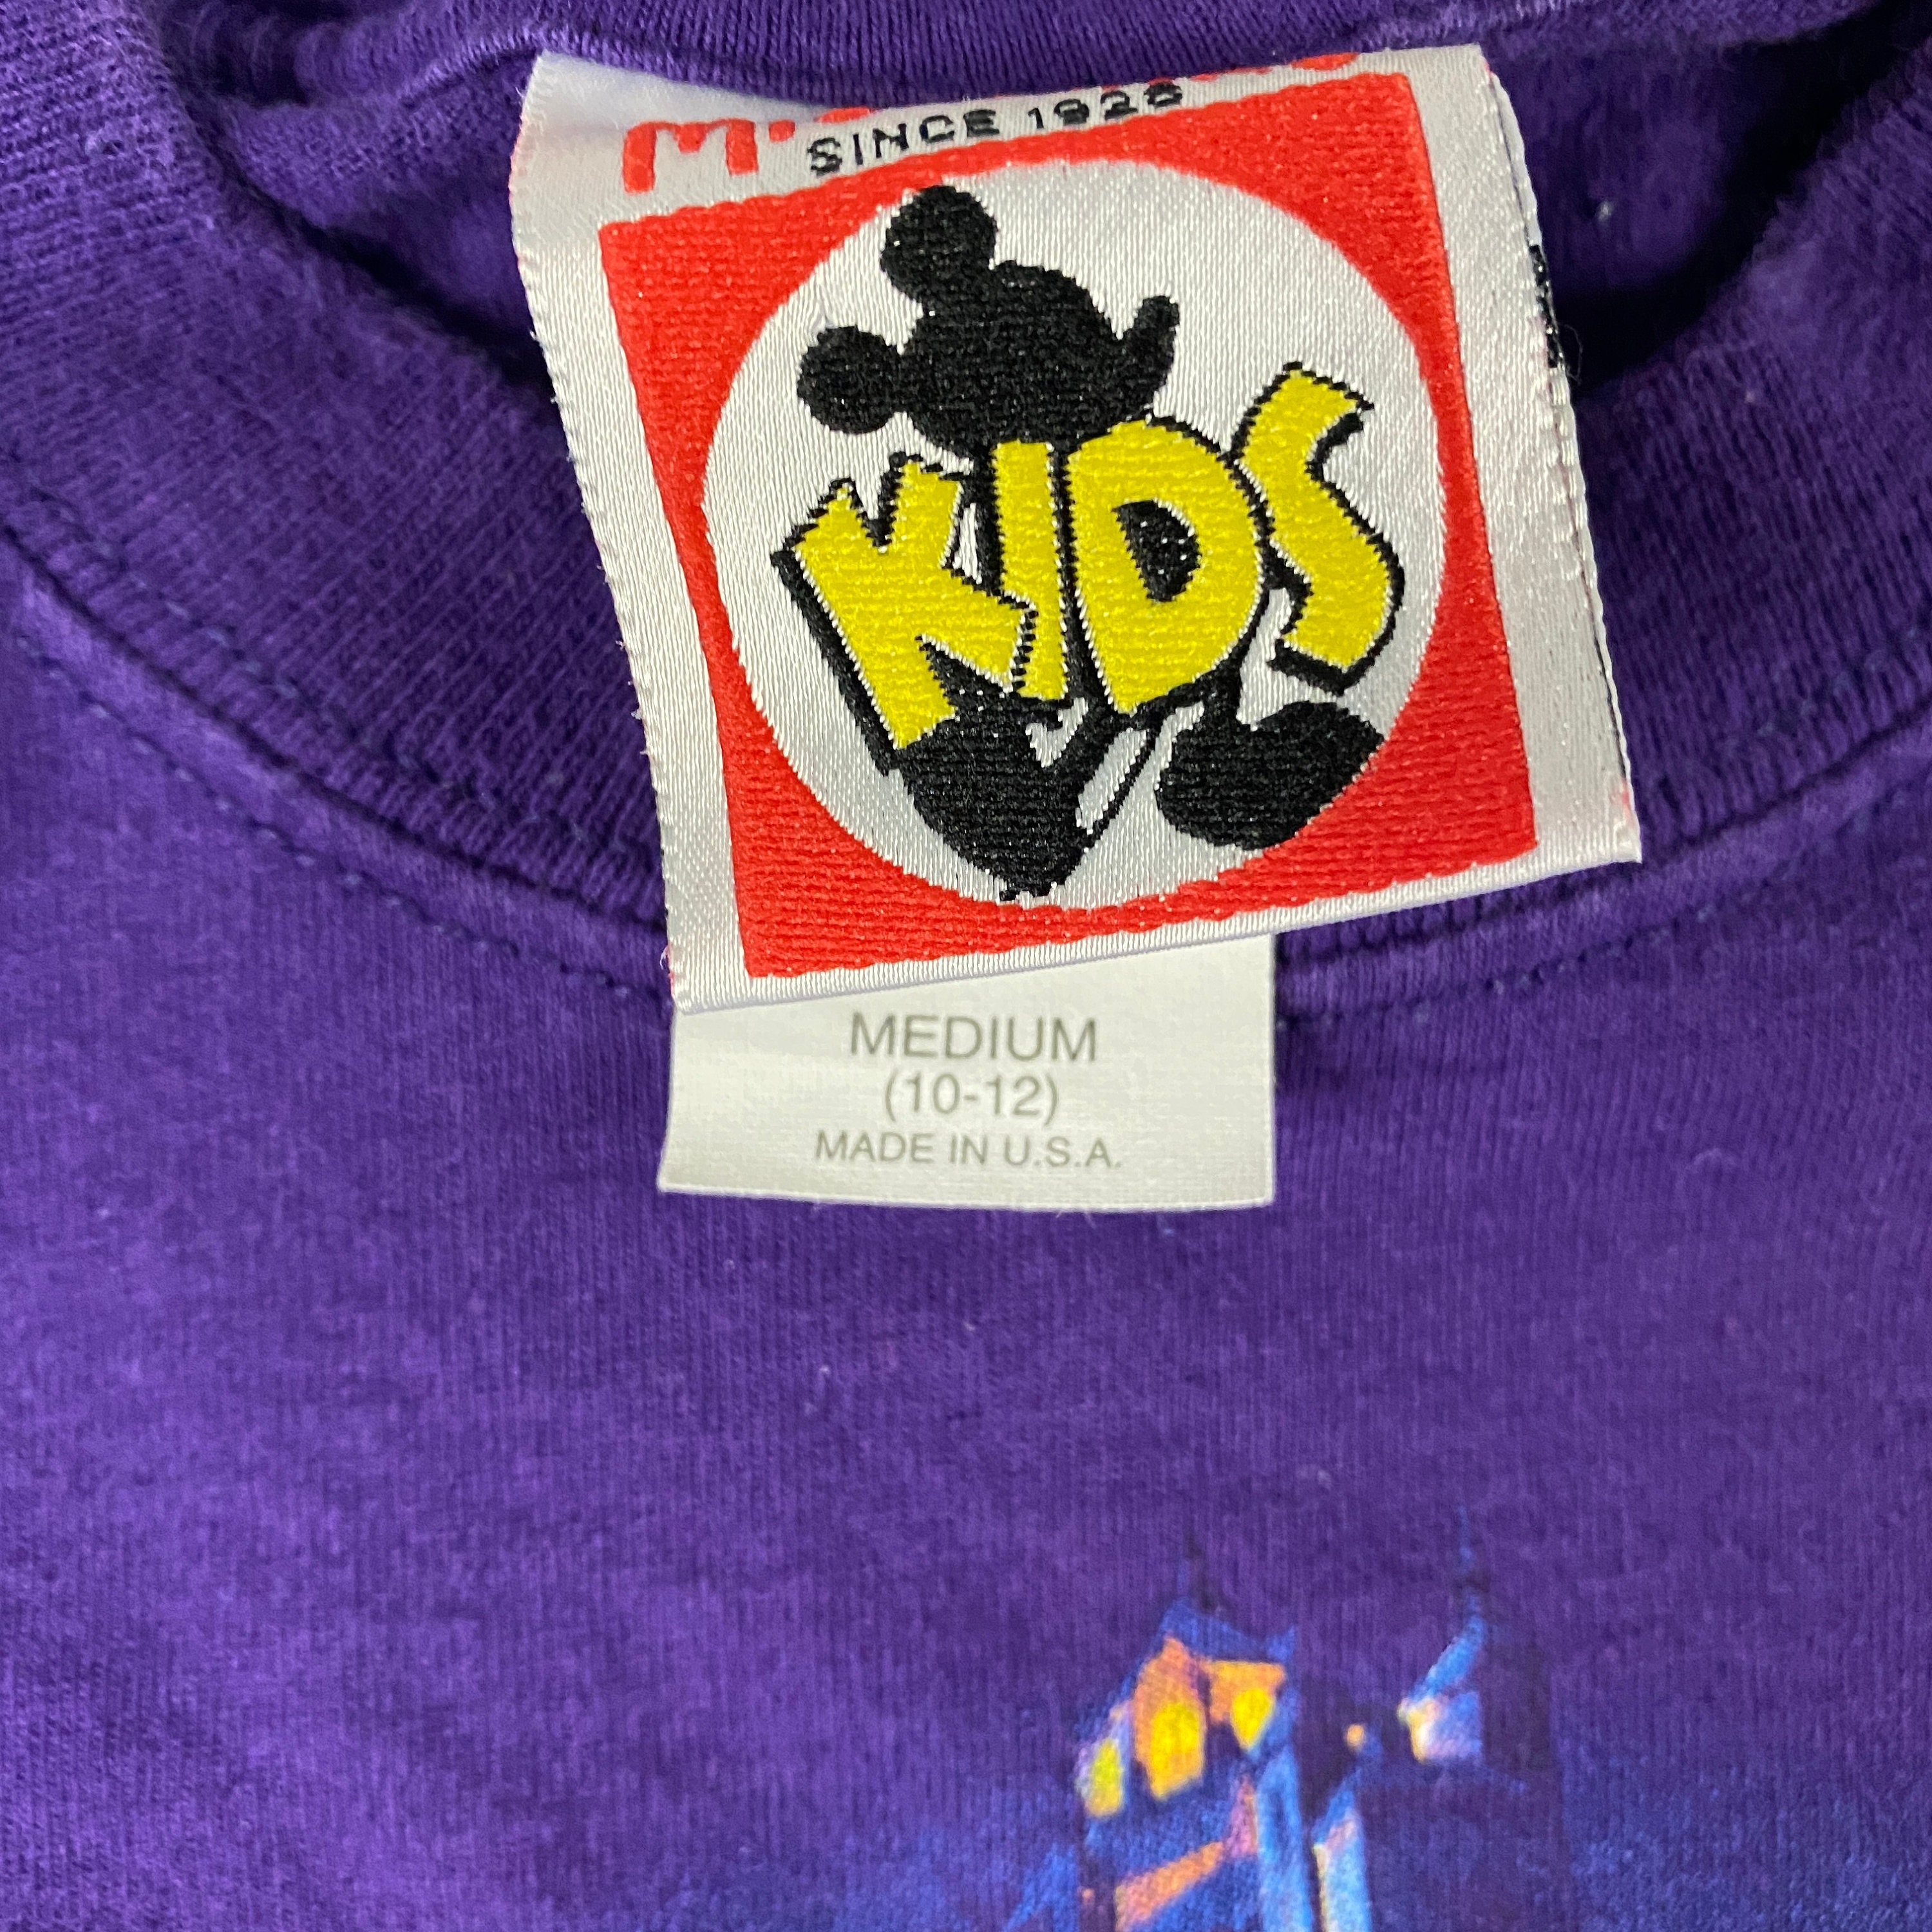 SINCE 1928
KIDS
MEDIUM
(10-12)
MADE IN U.S.A.